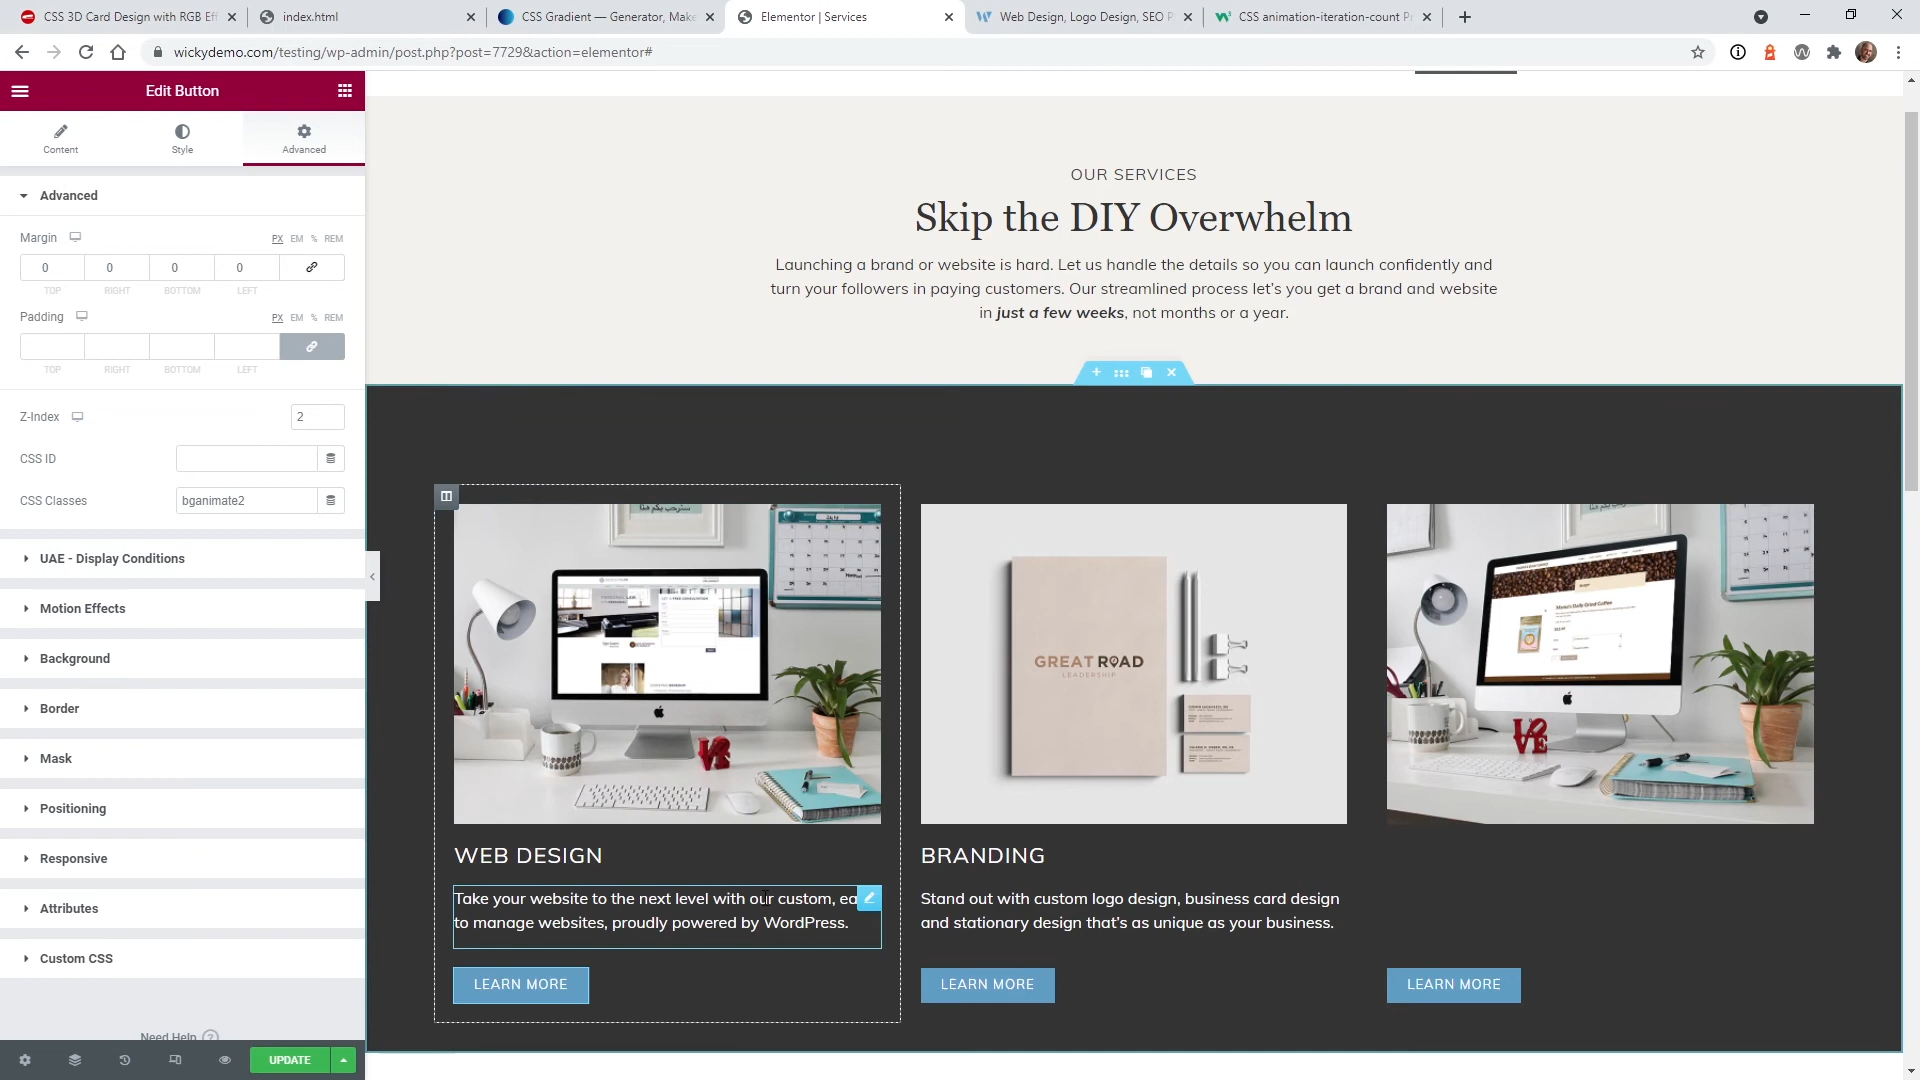 CSS 3D Card Design with RGB Eff
index.html
CSS Gradient — Generator, Make
Elementor | Services
Web Design, Logo Design, SEO P
CSS animation-iteration-count Pr
wickydemo.com/testing/wp-admin/post.php?post=7729&action=elementor#
Edit Button
Content
Style
Advanced
Advanced
Margin
PX EM % REM
0 0 0 0
TOP RIGHT BOTTOM LEFT
Padding
PX EM % REM
TOP RIGHT BOTTOM LEFT
Z-Index
2
CSS ID
CSS Classes
bganimate2
UAE - Display Conditions
Motion Effects
Background
Border
Mask
Positioning
Responsive
Attributes
Custom CSS
Need Help
UPDATE
OUR SERVICES
Skip the DIY Overwhelm
Launching a brand or website is hard. Let us handle the details so you can launch confidently and
turn your followers in paying customers. Our streamlined process let's you get a brand and website
in just a few weeks, not months or a year.
GREAT ROAD
LEADERSHIP
WEB DESIGN
Take your website to the next level with our custom, ea
to manage websites, proudly powered by WordPress.
LEARN MORE
BRANDING
Stand out with custom logo design, business card design
and stationary design that's as unique as your business.
LEARN MORE
LEARN MORE